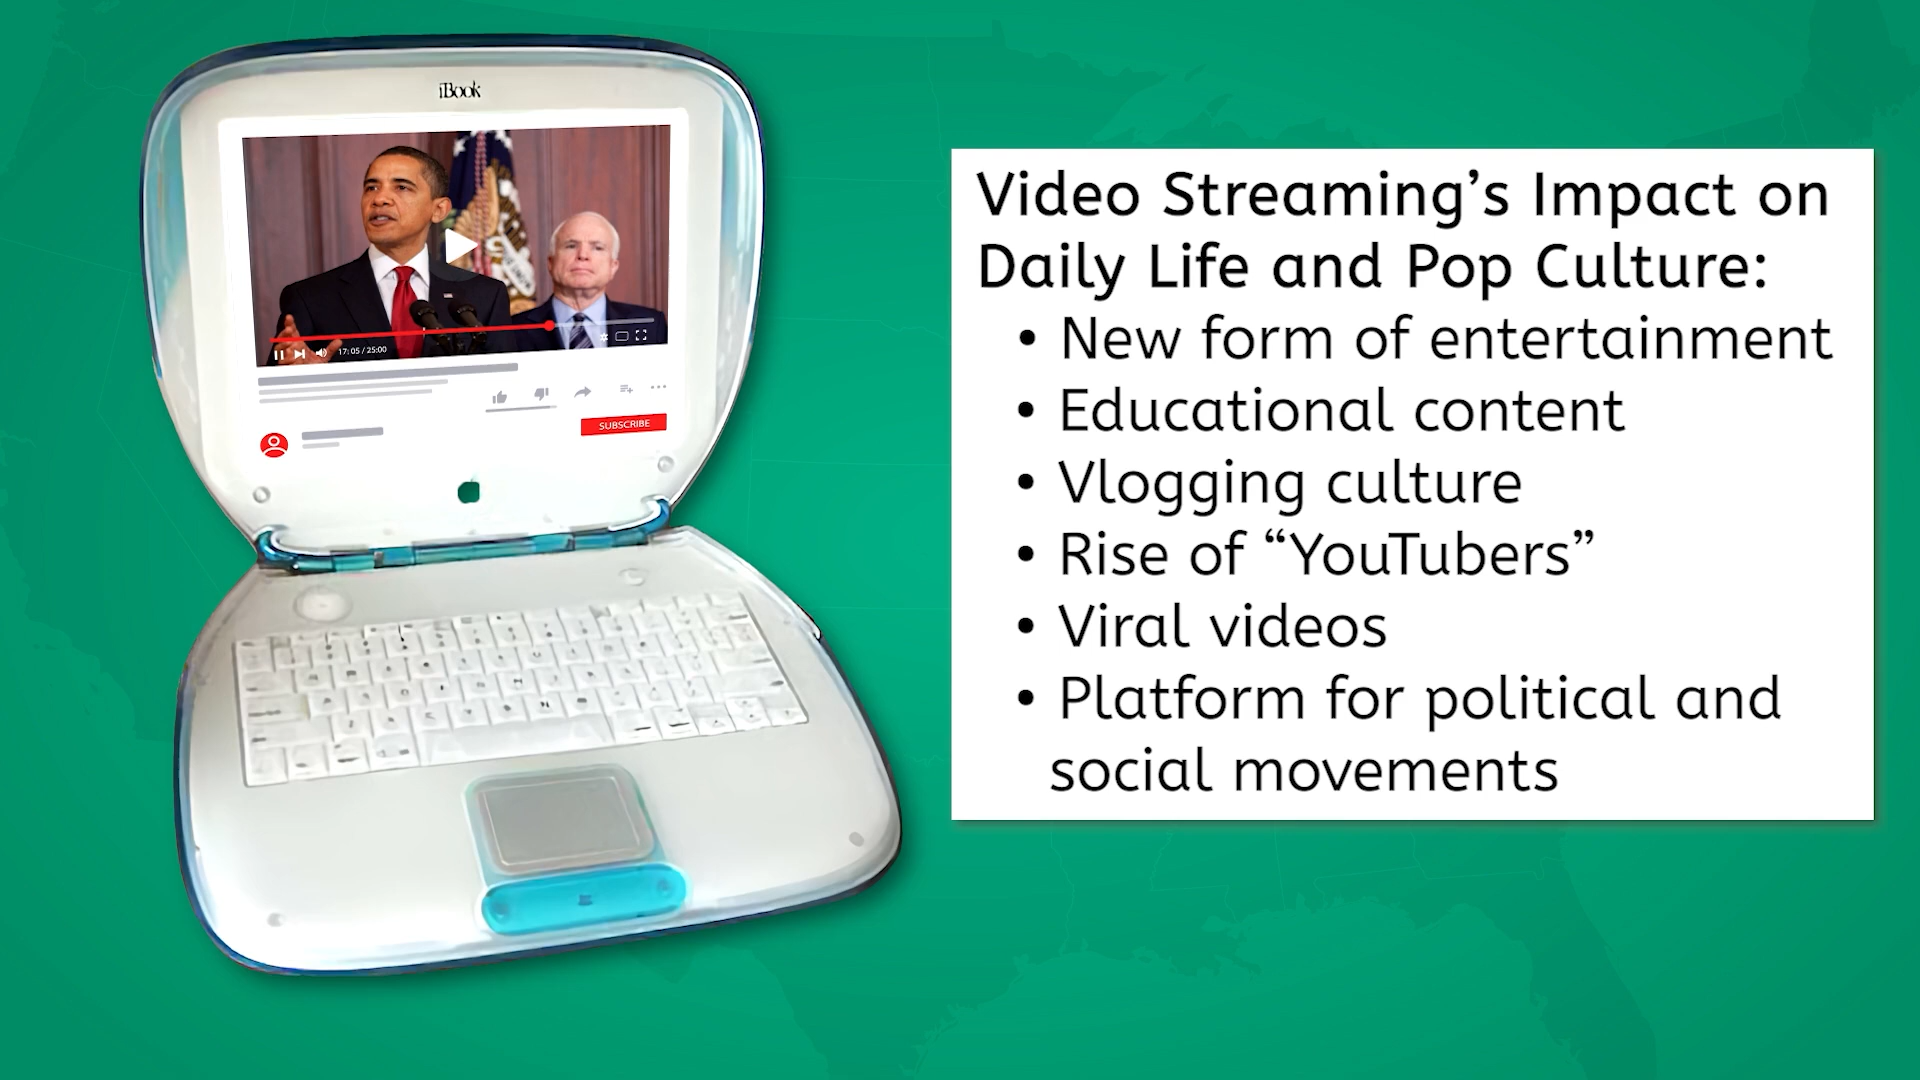 iBook
17:05 / 25:00
SUBSCRIBE
Video Streaming’s Impact on
Daily Life and Pop Culture:
• New form of entertainment
• Educational content
• Vlogging culture
• Rise of “YouTubers”
• Viral videos
• Platform for political and
social movements